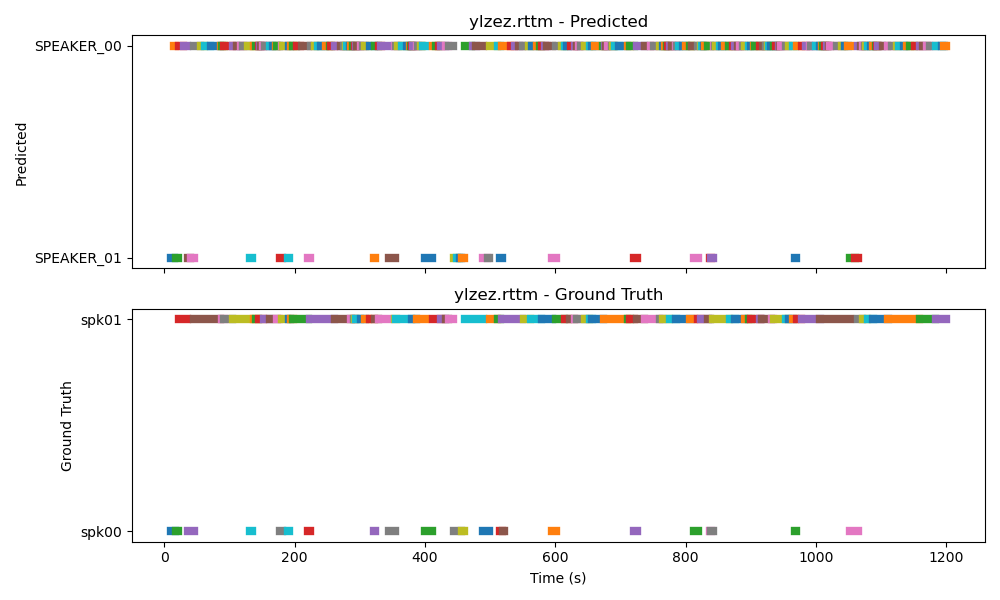 ylzez.rttm - Predicted
SPEAKER_00
Predicted
SPEAKER_01
ylzez.rttm - Ground Truth
spk01
Ground Truth
spk00
0 200 400 600 800 1000 1200
Time (s)